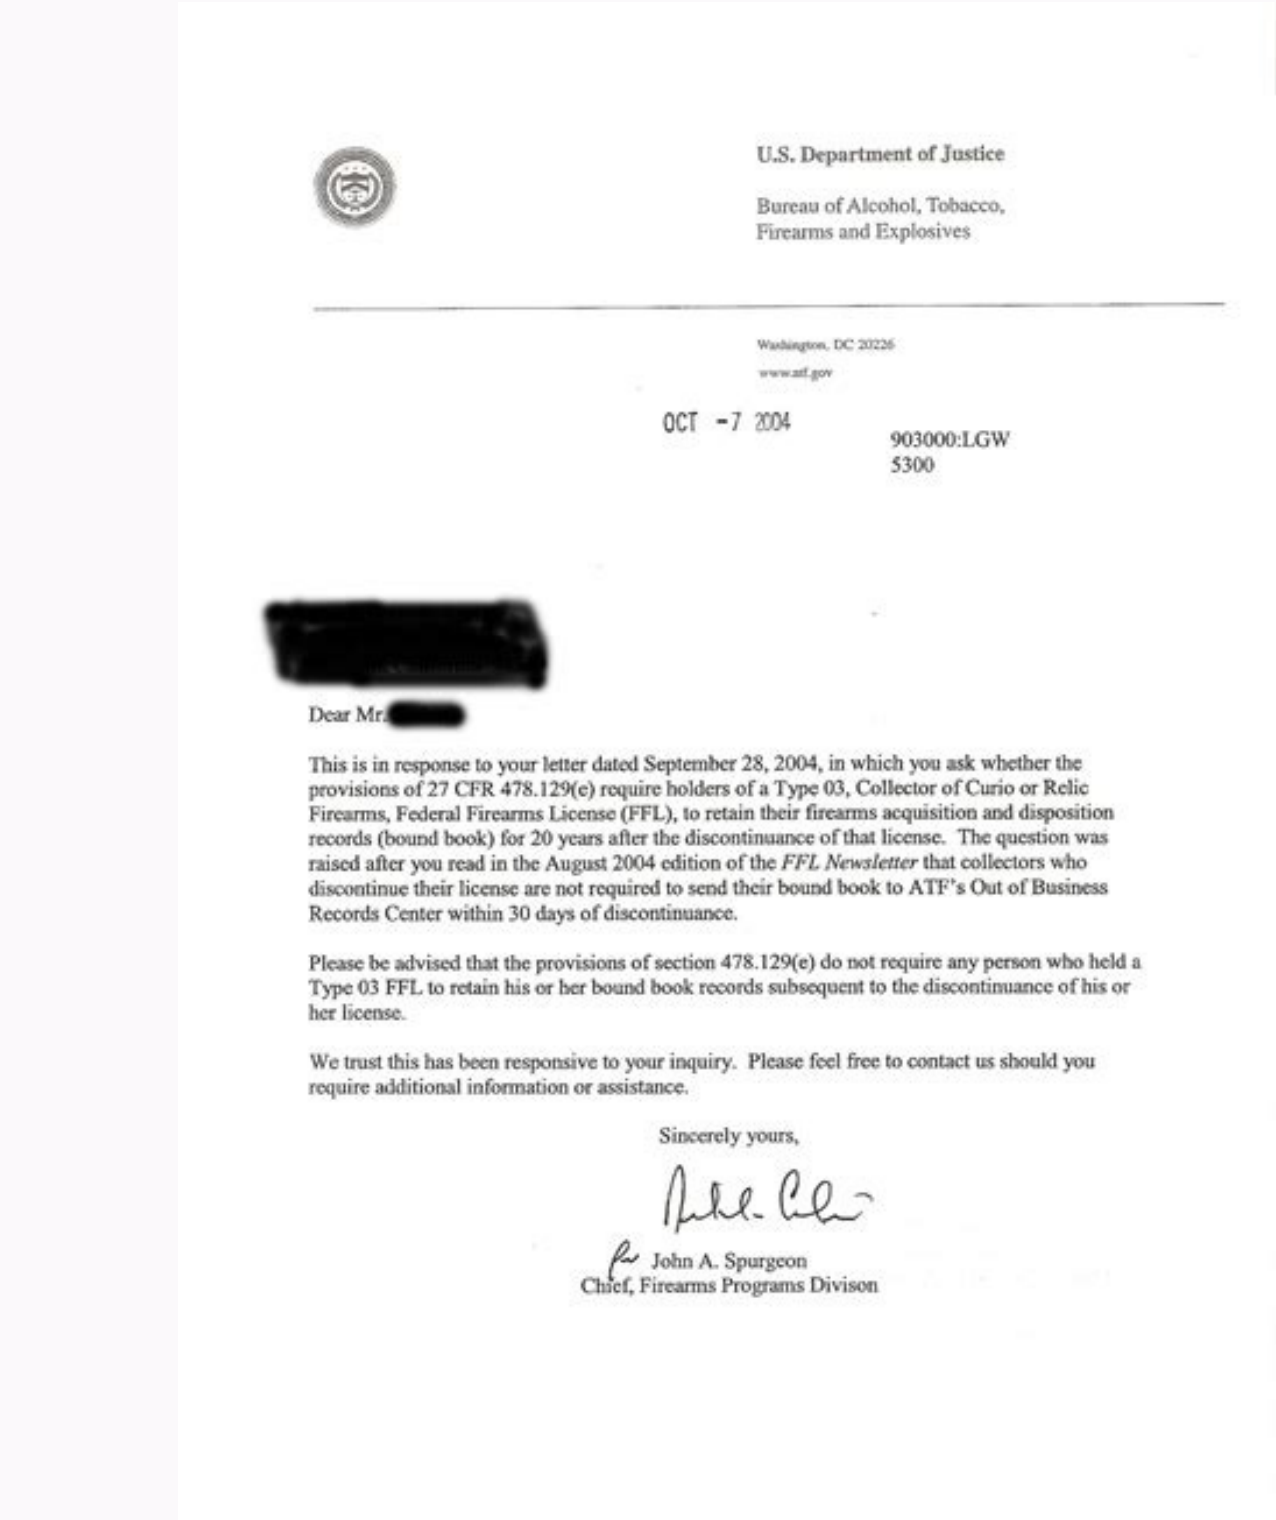 U.S. Department of Justice
Bureau of Alcohol, Tobacco,
Firearms and Explosives
Washington, DC 20226
www.atf.gov
OCT -7 2004
903000:LGW
5300
Dear Mr.
This is in response to your letter dated September 28, 2004, in which you ask whether the
provisions of 27 CFR 478.129(e) require holders of a Type 03, Collector of Curio or Relic
Firearms, Federal Firearms License (FFL), to retain their firearms acquisition and disposition
records (bound book) for 20 years after the discontinuance of that license.  The question was
raised after you read in the August 2004 edition of the FFL Newsletter that collectors who
discontinue their license are not required to send their bound book to ATF's Out of Business
Records Center within 30 days of discontinuance.
Please be advised that the provisions of section 478.129(e) do not require any person who held a
Type 03 FFL to retain his or her bound book records subsequent to the discontinuance of his or
her license.
We trust this has been responsive to your inquiry.  Please feel free to contact us should you
require additional information or assistance.
Sincerely yours,
for John A. Spurgeon
Chief, Firearms Programs Divison